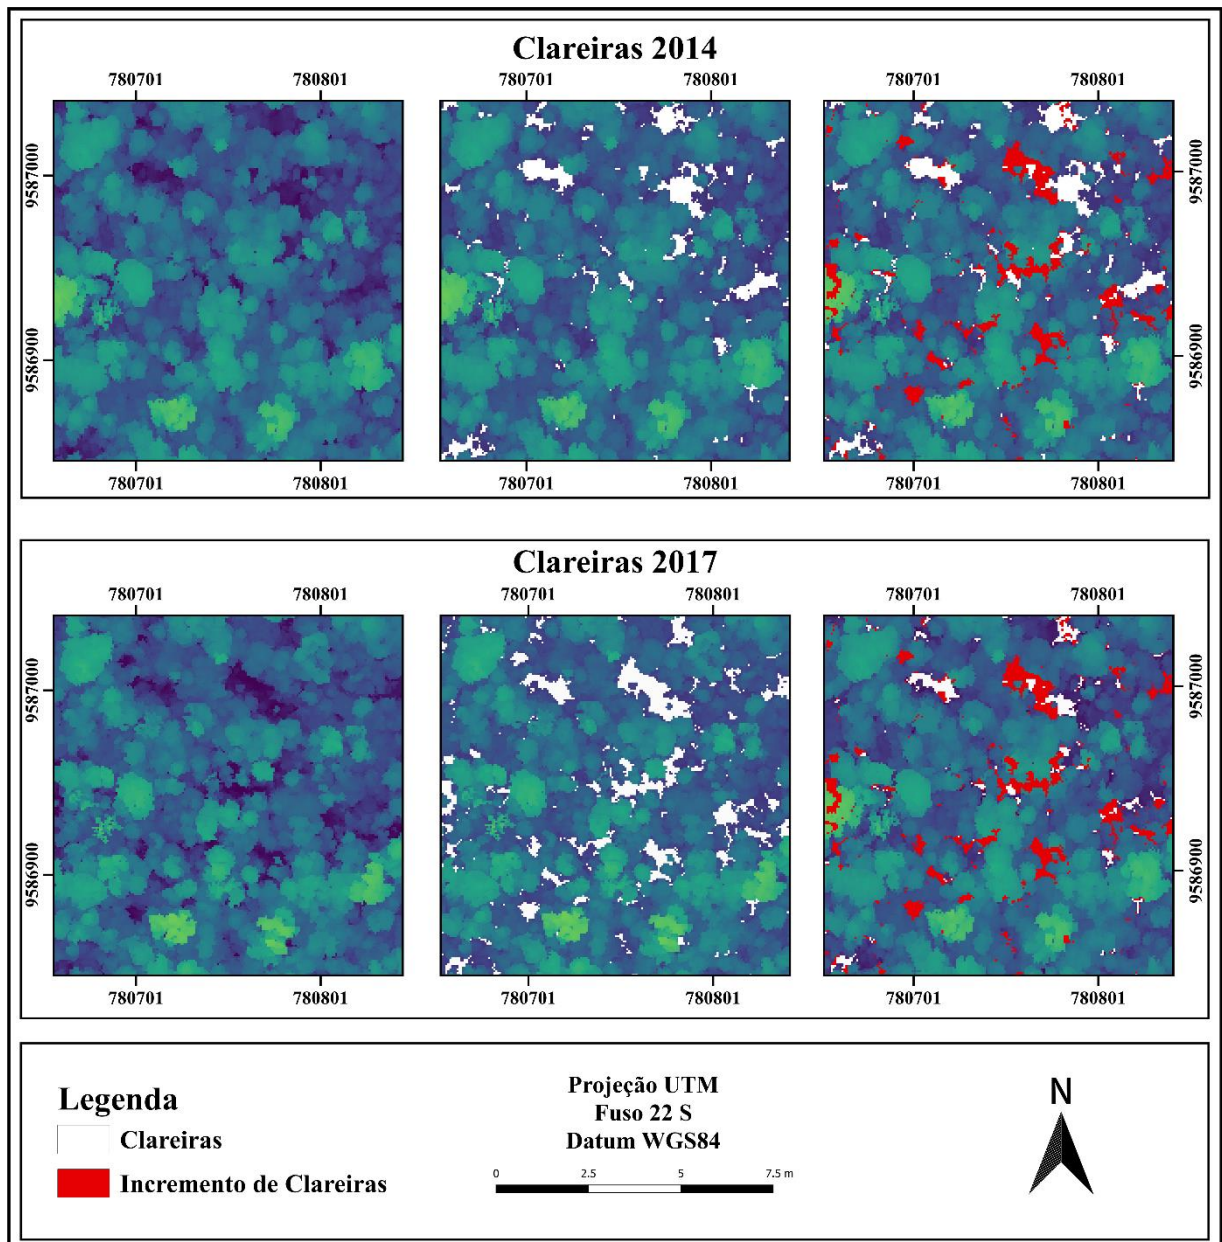 Clareiras 2014
780701 780801 780701 780801 780701 780801
9587000
9586900
9587000
9586900
780701 780801 780701 780801 780701 780801
Clareiras 2017
780701 780801 780701 780801 780701 780801
9587000
9586900
9587000
9586900
780701 780801 780701 780801 780701 780801
Legenda
Clareiras
Incremento de Clareiras
Projeção UTM
Fuso 22 S
Datum WGS84
0 2.5 5 7.5 m
N